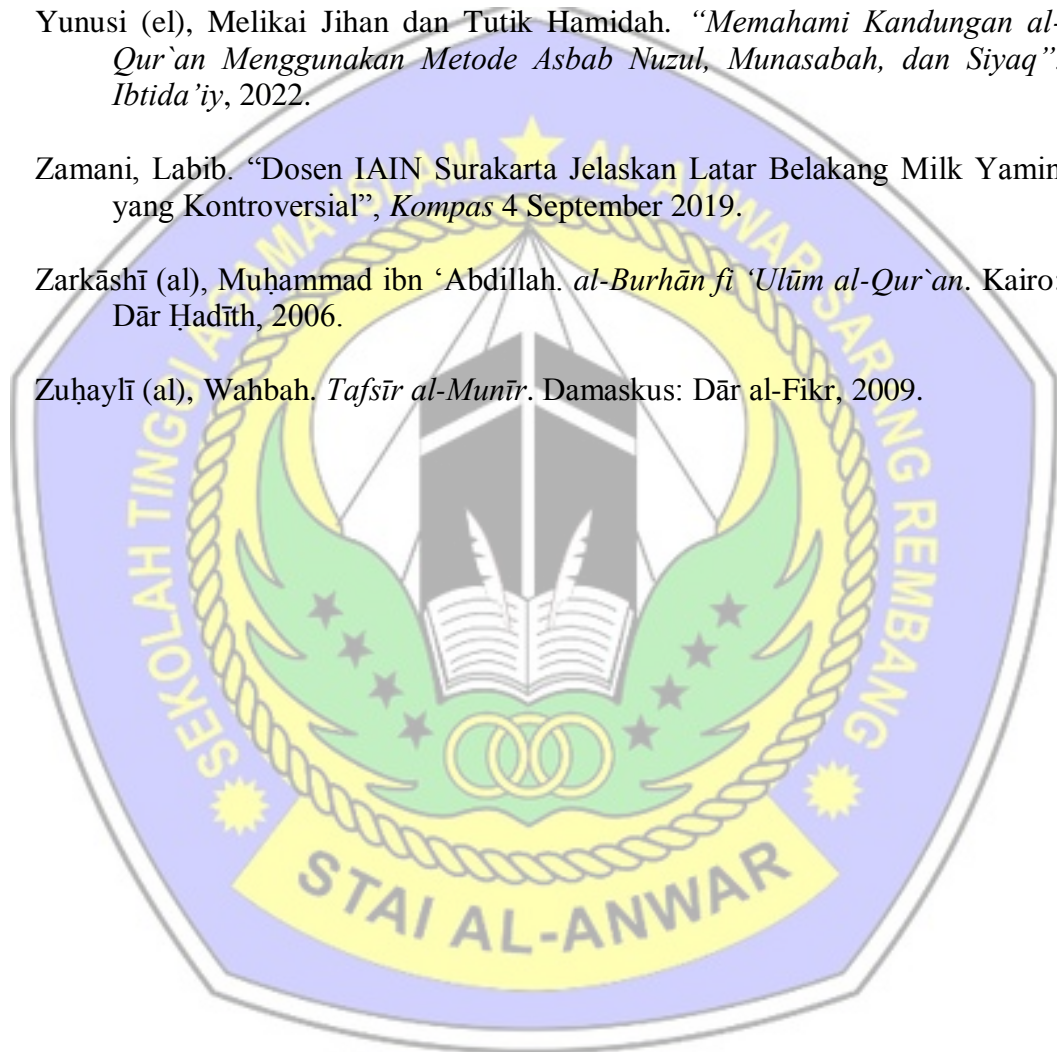 Yunusi (el), Melikai Jihan dan Tutik Hamidah. “Memahami Kandungan al-
Qur`an Menggunakan Metode Asbab Nuzul, Munasabah, dan Siyaq”.
Ibtida’iy, 2022.
Zamani, Labib. “Dosen IAIN Surakarta Jelaskan Latar Belakang Milk Yamin
yang Kontroversial”, Kompas 4 September 2019.
Zarkāshī (al), Muḥammad ibn ‘Abdillah. al-Burhān fi ‘Ulūm al-Qur`an. Kairo:
Dār Ḥadīth, 2006.
Zuḥaylī (al), Wahbah. Tafsīr al-Munīr. Damaskus: Dār al-Fikr, 2009.
SEKOLAH TINGGI AGAMA ISLAM AL-ANWAR SARANG REMBANG
STAI AL-ANWAR